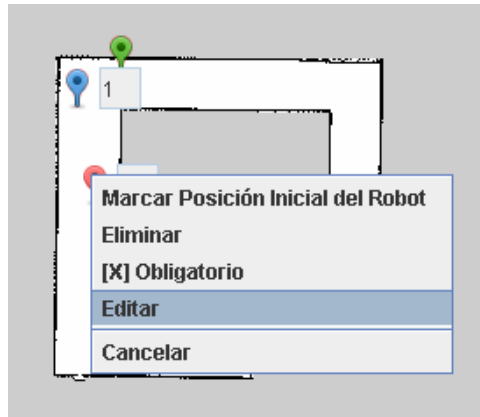 1
Marcar Posición Inicial del Robot
Eliminar
[X] Obligatorio
Editar
Cancelar